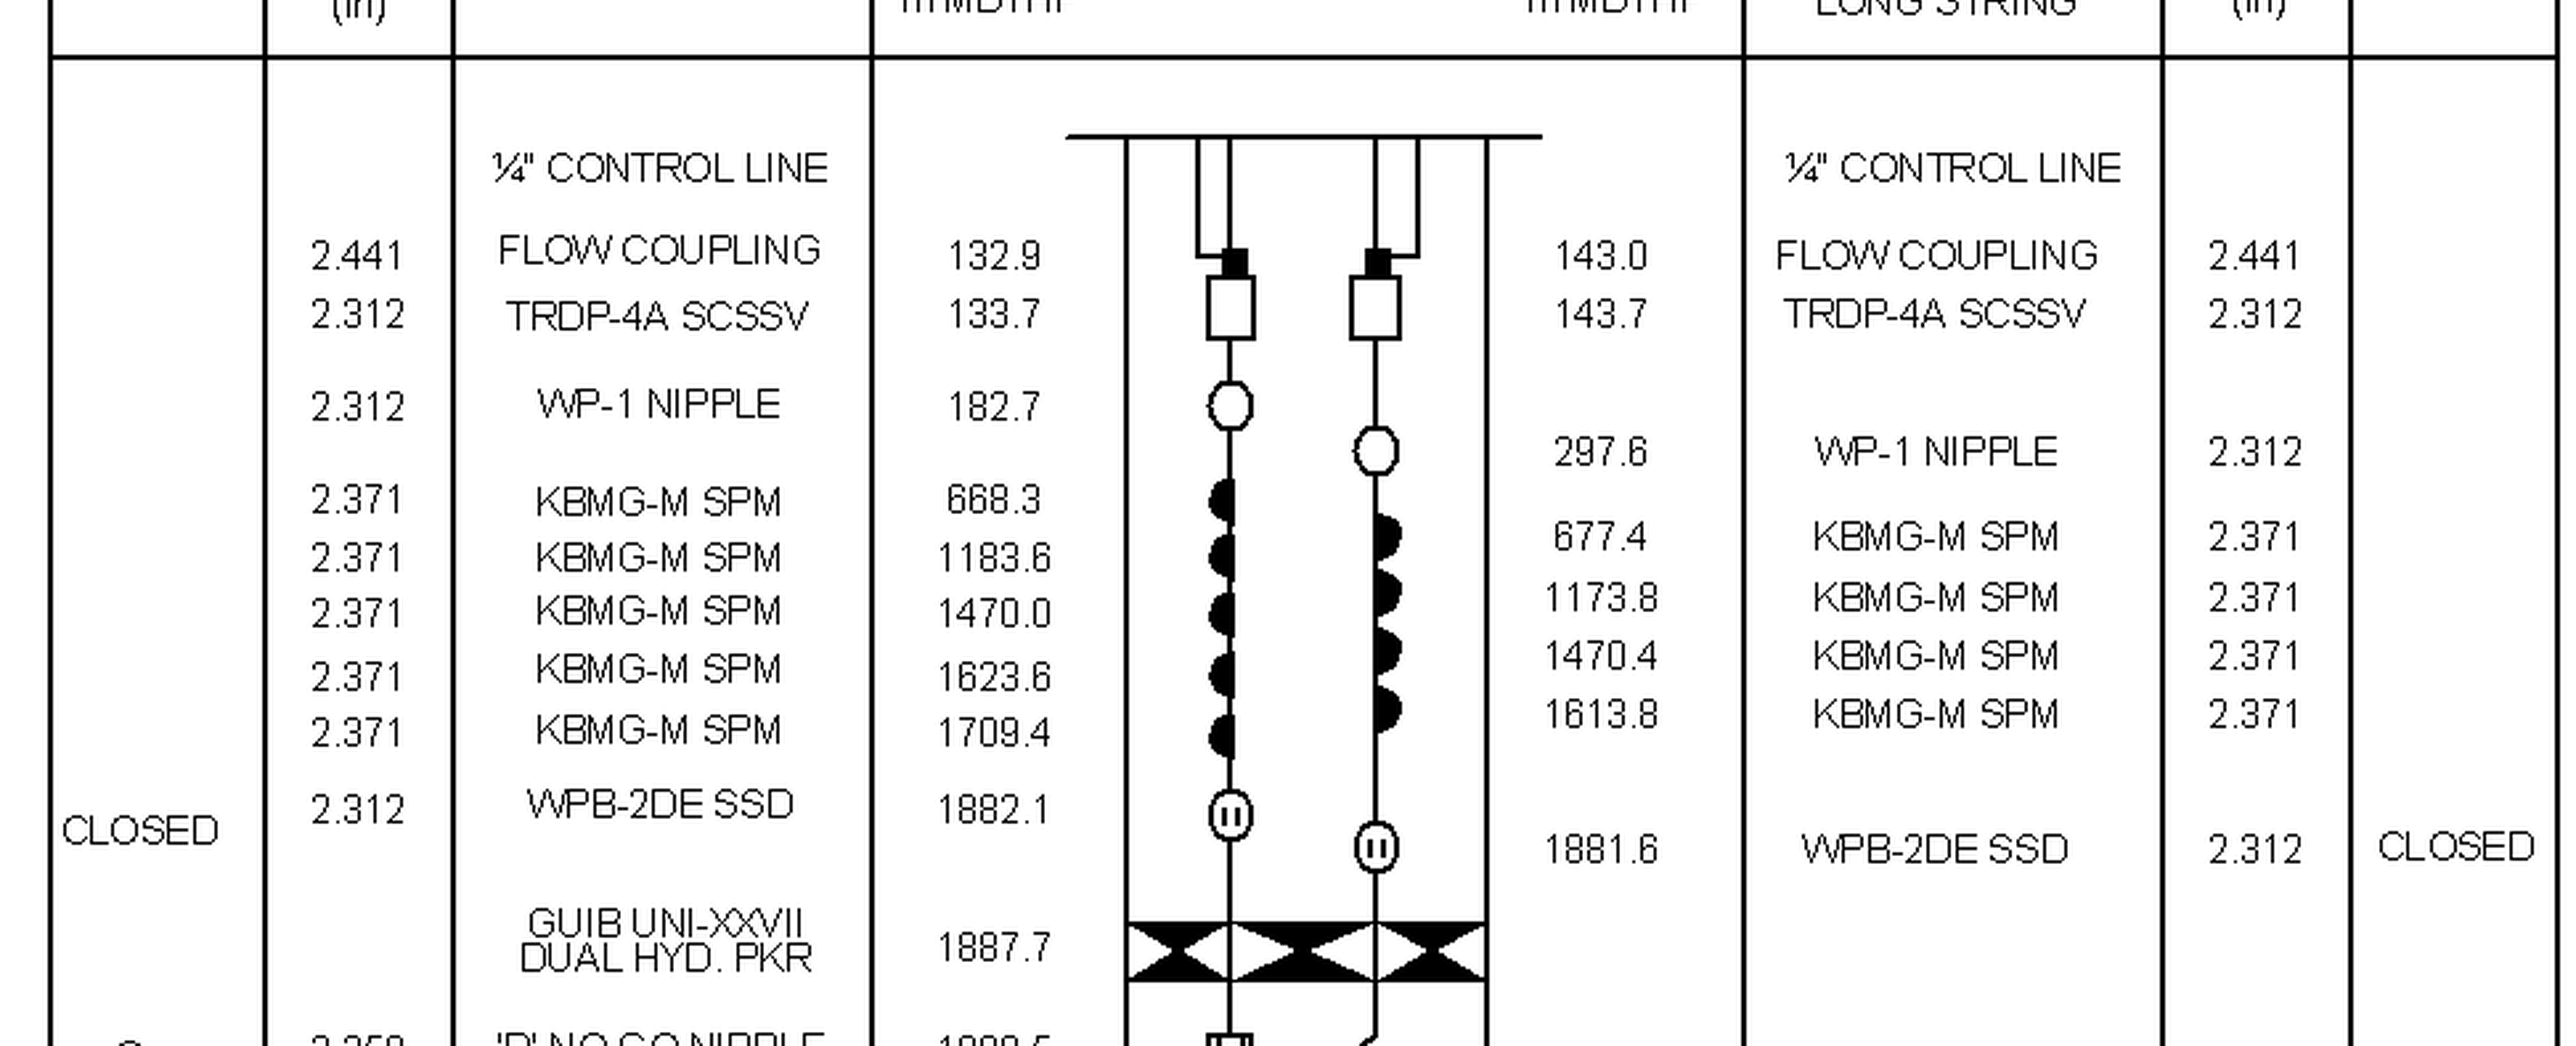 (in) LONG STRING (in)
¼" CONTROL LINE ¼" CONTROL LINE
2.441 FLOW COUPLING 132.9 143.0 FLOW COUPLING 2.441
2.312 TRDP-4A SCSSV 133.7 143.7 TRDP-4A SCSSV 2.312
2.312 WP-1 NIPPLE 182.7
297.6 WP-1 NIPPLE 2.312
2.371 KBMG-M SPM 668.3
677.4 KBMG-M SPM 2.371
2.371 KBMG-M SPM 1183.6
1173.8 KBMG-M SPM 2.371
2.371 KBMG-M SPM 1470.0
1470.4 KBMG-M SPM 2.371
2.371 KBMG-M SPM 1623.6
1613.8 KBMG-M SPM 2.371
2.371 KBMG-M SPM 1709.4
2.312 WPB-2DE SSD 1882.1
CLOSED
1881.6 WPB-2DE SSD 2.312 CLOSED
GUIB UNI-XXVII
DUAL HYD. PKR 1887.7
NIPPLE